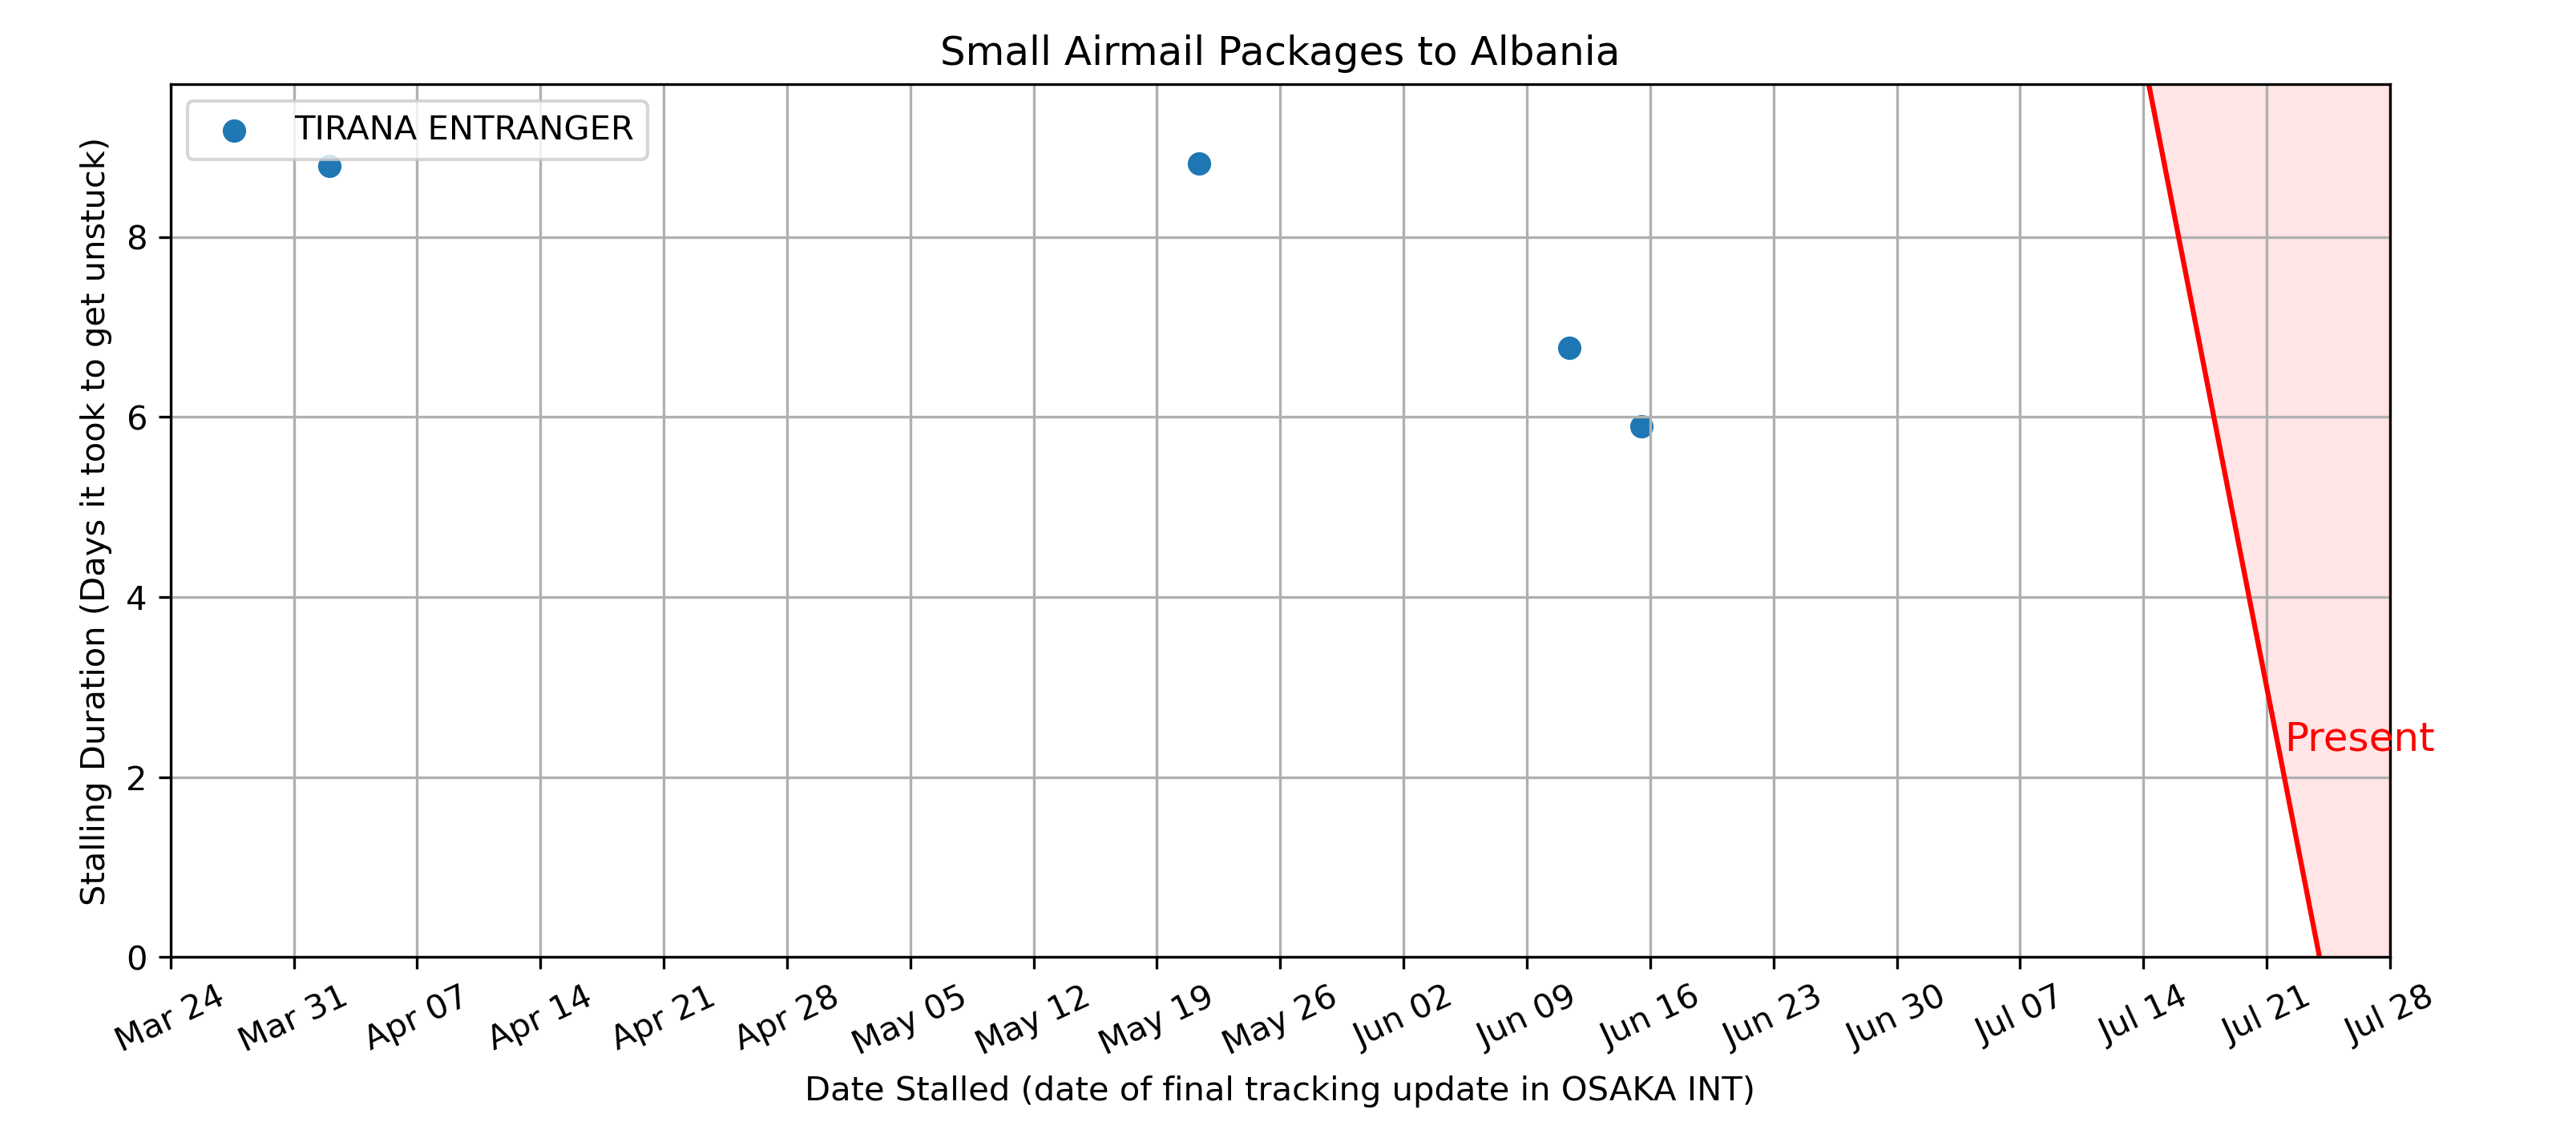 Small Airmail Packages to Albania
TIRANA ENTRANGER
Stalling Duration (Days it took to get unstuck)
8
6
4
2
0
Present
Mar 24
Mar 31
Apr 07
Apr 14
Apr 21
Apr 28
May 05
May 12
May 19
May 26
Jun 02
Jun 09
Jun 16
Jun 23
Jun 30
Jul 07
Jul 14
Jul 21
Jul 28
Date Stalled (date of final tracking update in OSAKA INT)